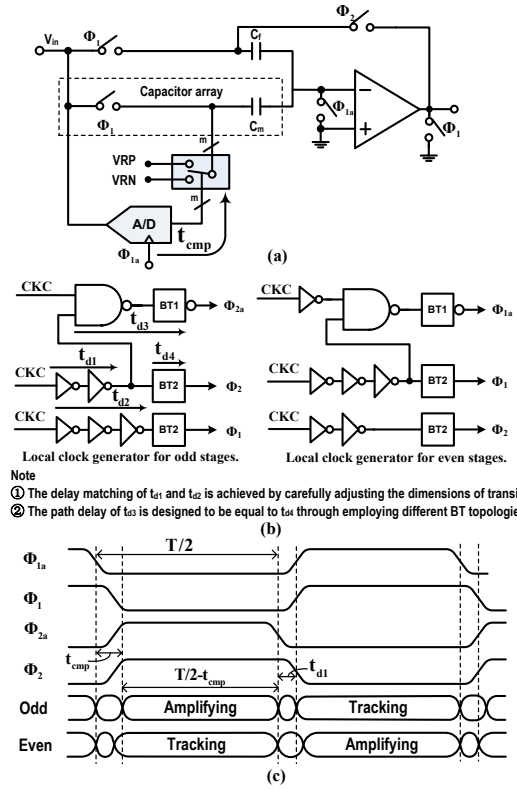 Vin
Φ1
Cf
Φ2
Capacitor array
Φ1
Cm
Φ1a
Φ1
m
VRP
VRN
m
A/D
tcmp
Φ1a
(a)
CKC
BT1
Φ2a
td3
td1
td4
CKC
td2
BT2
Φ2
CKC
BT2
Φ1
Local clock generator for odd stages.
CKC
BT1
Φ1a
CKC
BT2
Φ1
CKC
BT2
Φ2
Local clock generator for even stages.
Note
① The delay matching of td1 and td2 is achieved by carefully adjusting the dimensions of transi
② The path delay of td3 is designed to be equal to td4 through employing different BT topologie
(b)
T/2
Φ1a
Φ1
Φ2a
tcmp
Φ2
T/2-tcmp
td1
Odd
Amplifying
Tracking
Even
Tracking
Amplifying
(c)